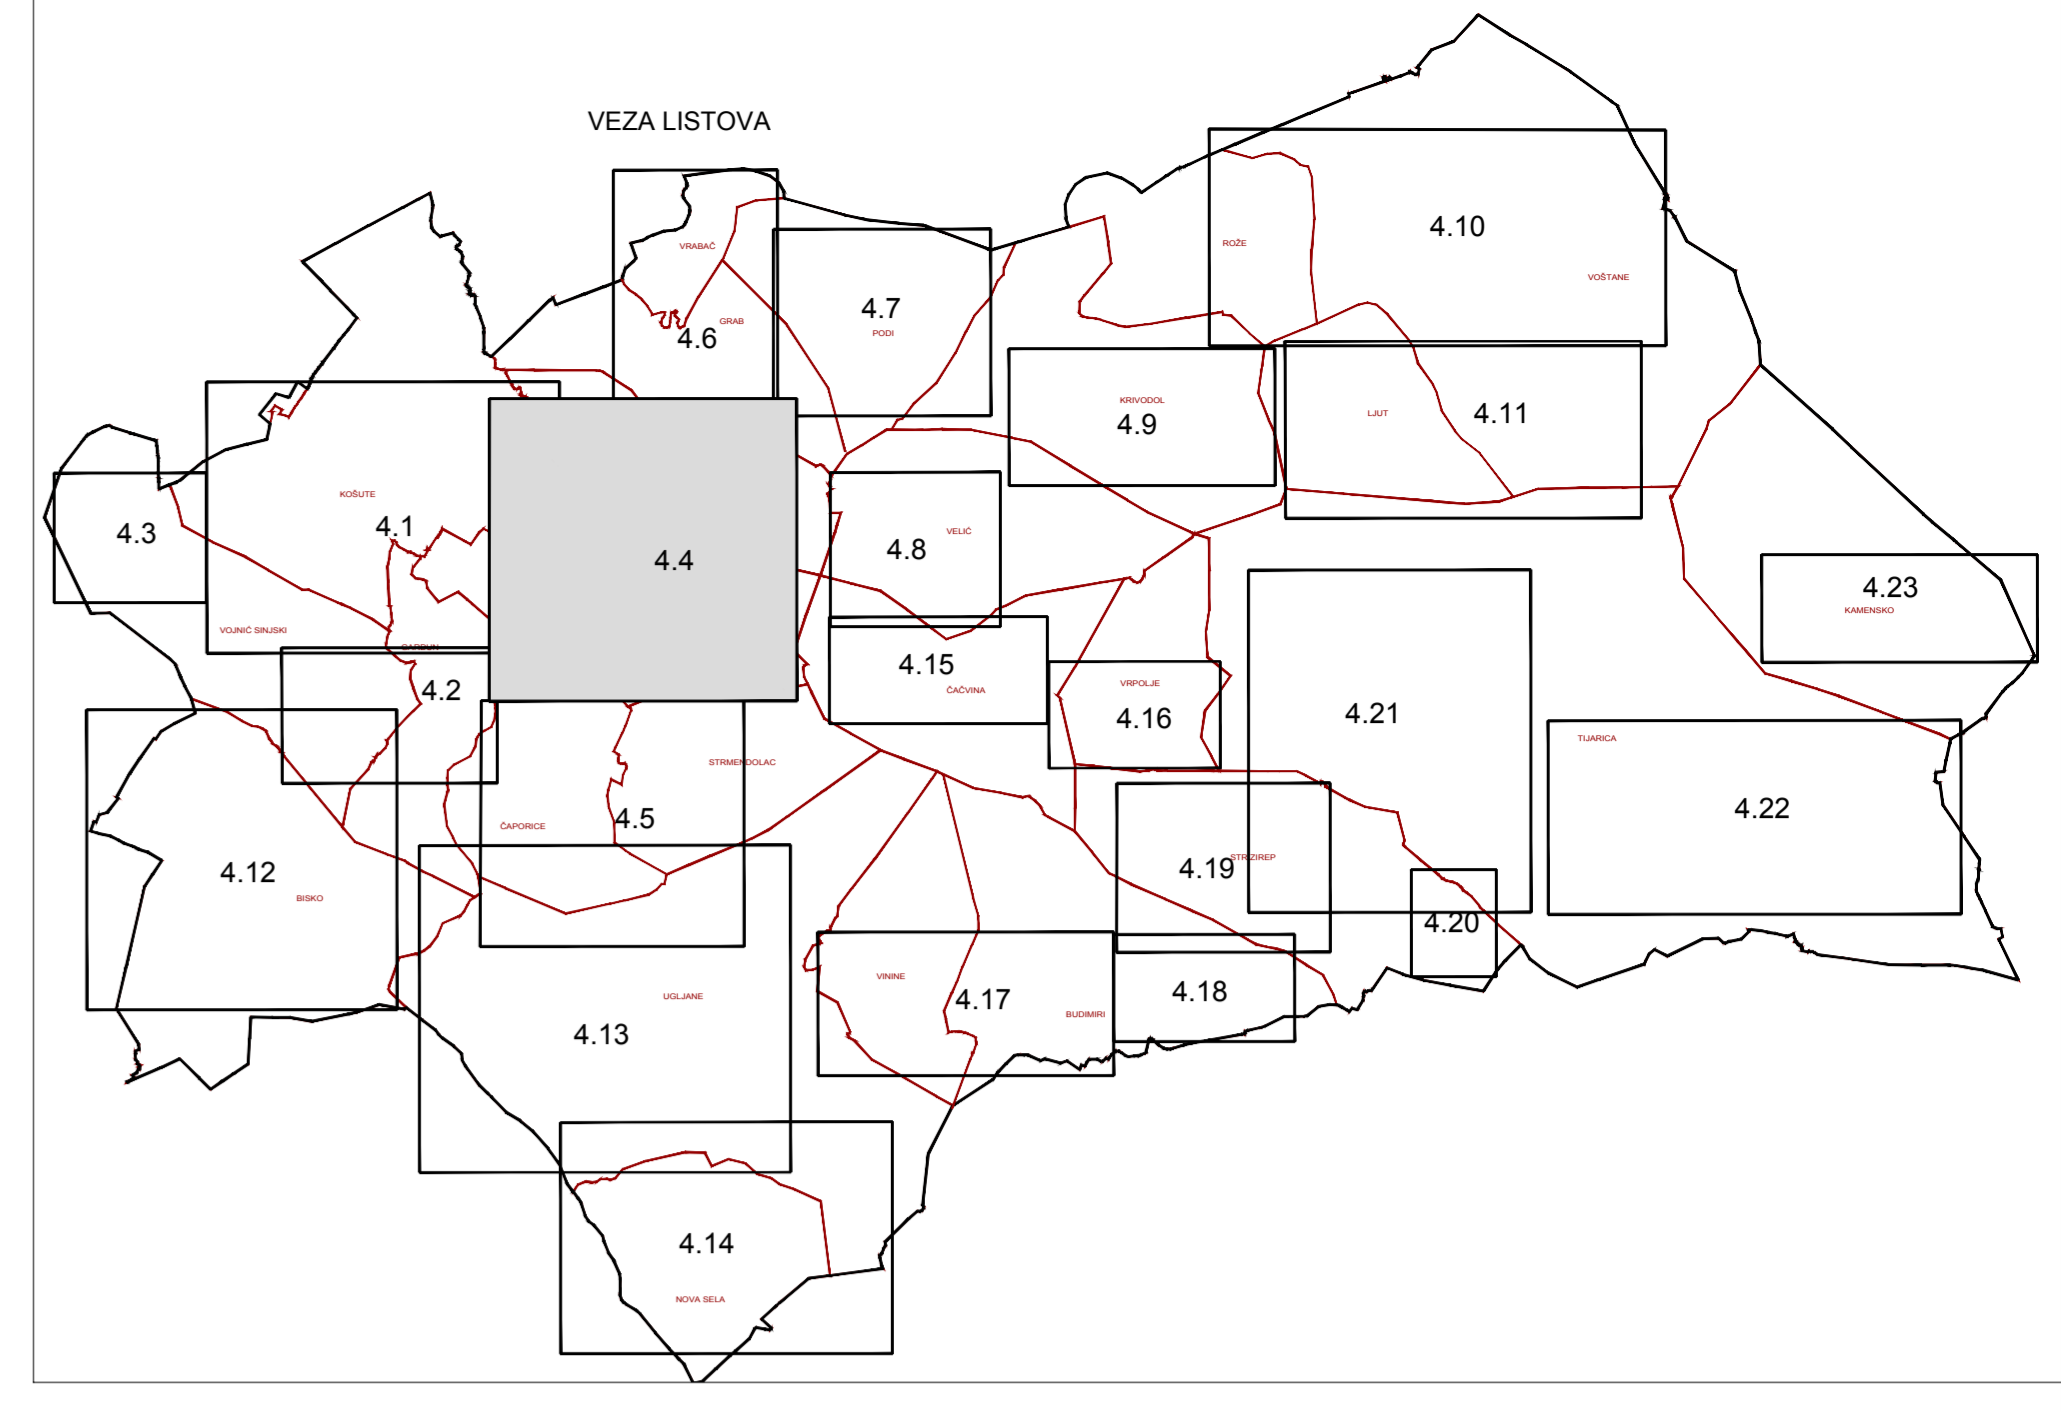 VEZA LISTOVA
4.10
ROŽE
VRABAČ
VOŠTANE
4.7
GRAB
PODI
4.6
KRIVODOL
4.9
LJUT
4.11
KOŠUTE
4.1
4.3
VELIĆ
4.8
4.4
4.23
KAMENSKO
VOJNIĆ SINJSKI
GARDUN
4.15
4.2
ČAČVINA
VRPOLJE
4.16
4.21
TIJARICA
STRMENDOLAC
4.22
4.5
ČAPORICE
4.19
STRIZIREP
4.12
BISKO
4.20
VININE
4.17
4.18
UGLJANE
BUDIMIRI
4.13
4.14
NOVA SELA